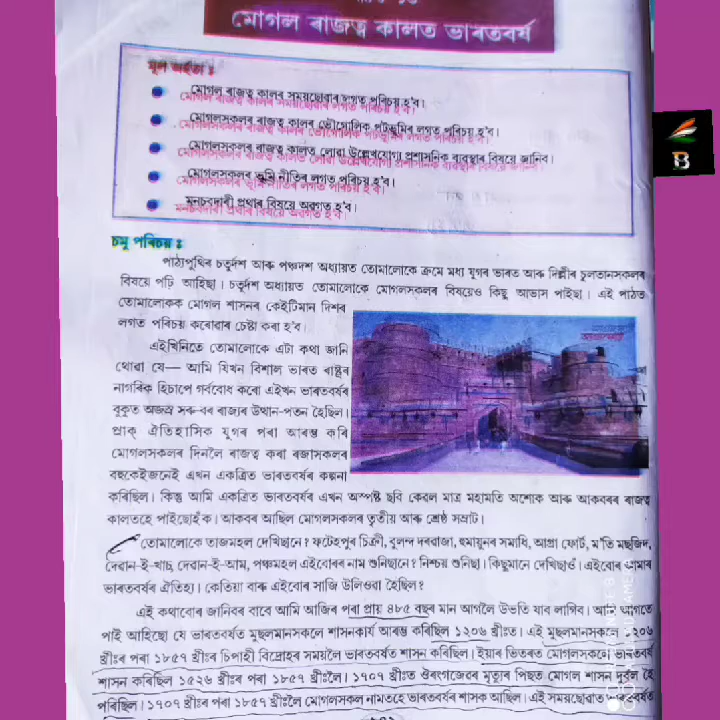 মোগল ৰাজত্ব কালত ভাৰতবৰ্ষ
মূল কথা :
মোগল ৰাজত্ব কালৰ সময়ছোৱাৰ লগত পৰিচয় হ'ব।
মোগলসকলৰ ৰাজত্ব কালৰ ভৌগোলিক পটভূমিৰ লগত পৰিচয় হ'ব।
মোগলসকলৰ ৰাজত্ব কালত লোৱা উল্লেখযোগ্য প্ৰশাসনিক ব্যৱস্থাৰ বিষয়ে জানিব।
মোগলসকলৰ ভূমি নীতিৰ লগত পৰিচয় হ'ব।
মনচবদাৰী প্ৰথাৰ বিষয়ে অৱগত হ'ব।
চমু পৰিচয় :
পাঠ্যপুথিৰ চতুৰ্দশ আৰু পঞ্চদশ অধ্যায়ত তোমালোকে ক্ৰমে মধ্য যুগৰ ভাৰত আৰু দিল্লীৰ চুলতানসকলৰ
বিষয়ে পঢ়ি আহিছা। চতুৰ্দশ অধ্যায়ত তোমালোকে মোগলসকলৰ বিষয়েও কিছু আভাস পাইছা। এই পাঠত
তোমালোকক মোগল শাসনৰ কেইটিমান দিশৰ
লগত পৰিচয় কৰোৱাৰ চেষ্টা কৰা হ'ব।
এইখিনিতে তোমালোকে এটা কথা জানি
থোৱা যে— আমি যিখন বিশাল ভাৰত ৰাষ্ট্ৰৰ
নাগৰিক হিচাপে গৰ্ববোধ কৰো এইখন ভাৰতবৰ্ষৰ
বুকুত অজস্ৰ সৰু-বৰ ৰাজ্যৰ উত্থান-পতন হৈছিল।
প্ৰাক্ ঐতিহাসিক যুগৰ পৰা আৰম্ভ কৰি
মোগলসকলৰ দিনলৈ ৰাজত্ব কৰা ৰজাসকলৰ
বহুকেইজনেই এখন একত্ৰিত ভাৰতবৰ্ষৰ কল্পনা
কৰিছিল। কিন্তু আমি একত্ৰিত ভাৰতবৰ্ষৰ এখন অস্পষ্ট ছবি কেৱল মাত্ৰ মহামতি অশোক আৰু আকবৰৰ ৰাজত্ব
কালতহে পাইছোহঁক। আকবৰ আছিল মোগলসকলৰ তৃতীয় আৰু শ্ৰেষ্ঠ সম্ৰাট।
তোমালোকে তাজমহল দেখিছানে? ফটেহপুৰ চিক্ৰী, বুলন্দ দৰৱাজা, হুমায়ুনৰ সমাধি, আগ্ৰা ফোৰ্ট, ম'তি মছজিদ,
দেৱান-ই-খাচ, দেৱান-ই-আম, পঞ্চমহল এইবোৰৰ নাম শুনিছানে? নিশ্চয় শুনিছা। কিছুমানে দেখিছাওঁ। এইবোৰ আমাৰ
ভাৰতবৰ্ষৰ ঐতিহ্য। কেতিয়া বাৰু এইবোৰ সাজি উলিওৱা হৈছিল?
এই কথাবোৰ জানিবৰ বাবে আমি আজিৰ পৰা প্ৰায় ৪৮৫ বছৰ মান আগলৈ উভতি যাব লাগিব। আমি আগতে
পাই আহিছো যে ভাৰতবৰ্ষত মুছলমানসকলে শাসনকাৰ্য আৰম্ভ কৰিছিল ১২০৬ খ্ৰীঃত। এই মুছলমানসকলে ১২০৬
খ্ৰীঃৰ পৰা ১৮৫৭ খ্ৰীঃৰ চিপাহী বিদ্ৰোহৰ সময়লৈ ভাৰতবৰ্ষত শাসন কৰিছিল। ইয়াৰ ভিতৰত মোগলসকলে ভাৰতবৰ্ষ
শাসন কৰিছিল ১৫২৬ খ্ৰীঃৰ পৰা ১৮৫৭ খ্ৰীঃলৈ। ১৭০৭ খ্ৰীঃত ঔৰংগজেৱৰ মৃত্যুৰ পিছত মোগল শাসন দুৰ্বল হৈ
পৰিছিল। ১৭০৭ খ্ৰীঃৰ পৰা ১৮৫৭ খ্ৰীঃলৈ মোগলসকল নামতহে ভাৰতবৰ্ষৰ শাসক আছিল। এই সময়ছোৱাত ভাৰতবৰ্ষত
B